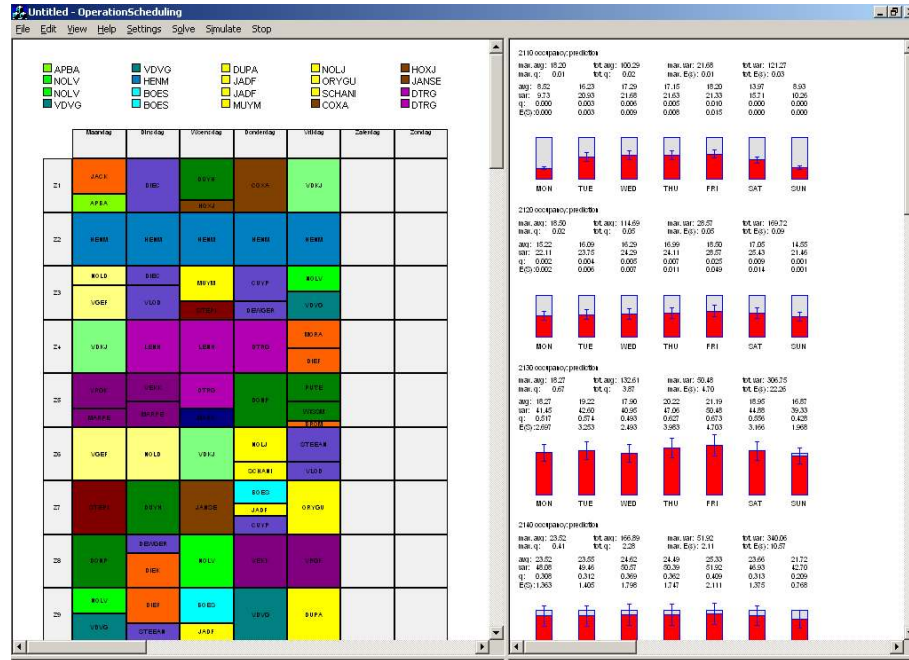 Untitled - OperationScheduling
File Edit View Help Settings Solve Simulate Stop
APBA VDVG DUPA NOLJ HOXJ
NOLV HENM JADF ORYGU JANSE
NOLV BOES JADF SCHANI DTRG
VDVG BOES MUYM COXA DTRG
Maandag Dinsdag Woensdag Donderdag Vrijdag Zaterdag Zondag
Z1
JACK DIEC VDKJ
APBA HOXJ
Z2
HENM HENM HENM HENM HENM
Z3
NOLD DIEC MUYM CUYP NOLV
VGEF VLOB DEWGER VDVG
Z4
VDKJ LENN LENN DTRG MORA
DIEF
Z5
DTRG
Z6
VGEF NOLD VDKJ NOLJ STEEAN
SCHANI VLOB
Z7
JANSE BOES ORYGU
JADF
CUYP
Z8
DEWGER NOLV
DIEK
Z9
NOLV DIEF BOES VDVG DUPA
VDVG STEEAN JADF
2110 occupancy prediction
max. avg: 18.20 tot. avg: 100.29 max. var: 21.68 tot. var: 121.27
max. q: 0.01 tot. q: 0.02 max. E(s): 0.01 tot. E(s): 0.03
avg: 8.52 16.23 17.29 17.15 18.20 13.97 8.93
var: 9.73 20.93 21.68 21.63 21.33 15.71 10.26
q: 0.000 0.003 0.006 0.005 0.010 0.000 0.000
E(S): 0.000 0.003 0.009 0.008 0.015 0.000 0.000
MON TUE WED THU FRI SAT SUN
2120 occupancy prediction
max. avg: 18.50 tot. avg: 114.69 max. var: 28.57 tot. var: 169.72
max. q: 0.02 tot. q: 0.05 max. E(s): 0.05 tot. E(s): 0.09
avg: 15.22 16.09 16.29 16.99 18.50 17.05 14.55
var: 22.11 23.75 24.29 24.11 28.57 25.43 21.46
q: 0.002 0.004 0.005 0.007 0.025 0.009 0.001
E(S): 0.002 0.006 0.007 0.011 0.049 0.014 0.001
MON TUE WED THU FRI SAT SUN
2130 occupancy prediction
max. avg: 18.27 tot. avg: 132.61 max. var: 50.48 tot. var: 306.75
max. q: 0.67 tot. q: 3.87 max. E(s): 4.70 tot. E(s): 22.26
avg: 18.27 19.22 17.90 20.22 21.19 18.95 16.87
var: 41.45 42.60 40.95 47.06 50.48 44.88 39.33
q: 0.517 0.574 0.493 0.627 0.673 0.556 0.428
E(S): 2.697 3.253 2.493 3.983 4.703 3.166 1.968
MON TUE WED THU FRI SAT SUN
2140 occupancy prediction
max. avg: 23.52 tot. avg: 166.89 max. var: 51.92 tot. var: 340.06
max. q: 0.41 tot. q: 2.28 max. E(s): 2.11 tot. E(s): 10.57
avg: 23.52 23.55 24.62 24.49 25.33 23.66 21.72
var: 48.08 49.46 50.57 50.39 51.92 46.93 42.70
q: 0.308 0.312 0.369 0.362 0.409 0.313 0.209
E(S): 1.363 1.405 1.798 1.747 2.111 1.375 0.768